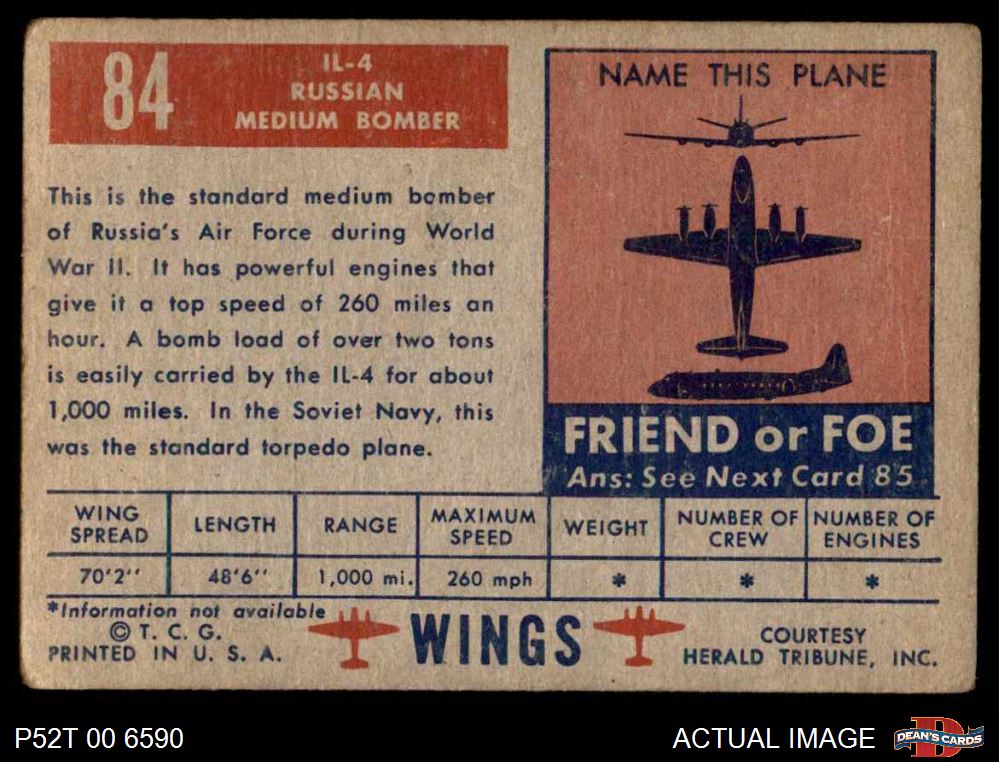 84
IL-4
RUSSIAN
MEDIUM BOMBER
This is the standard medium bomber
of Russia's Air Force during World
War II. It has powerful engines that
give it a top speed of 260 miles an
hour. A bomb load of over two tons
is easily carried by the IL-4 for about
1,000 miles. In the Soviet Navy, this
was the standard torpedo plane.
NAME THIS PLANE
FRIEND or FOE
Ans: See Next Card 85
WING SPREAD LENGTH RANGE MAXIMUM SPEED WEIGHT NUMBER OF CREW NUMBER OF ENGINES
70'2'' 48'6'' 1,000 mi. 260 mph * * *
*Information not available
© T. C. G.
PRINTED IN U. S. A.
WINGS
COURTESY
HERALD TRIBUNE, INC.
P52T 00 6590
ACTUAL IMAGE
D
DEAN'S CARDS